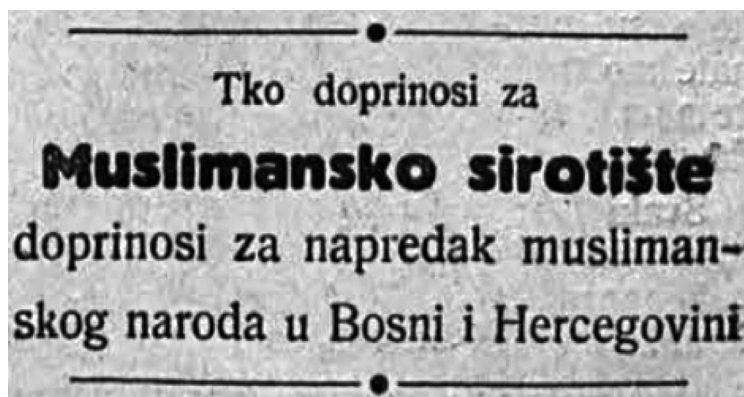 Tko doprinosi za
Muslimansko sirotište
doprinosi za napredak musliman-
skog naroda u Bosni i Hercegovini